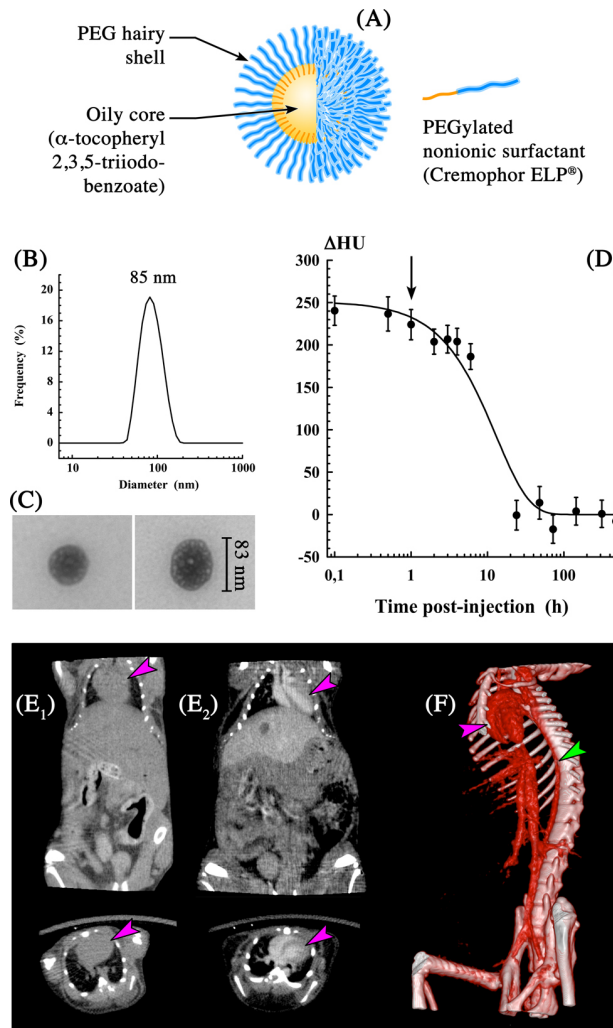 (A)
PEG hairy
shell
Oily core
(α-tocopheryl
2,3,5-triiodo-
benzoate)
PEGylated
nonionic surfactant
(Cremophor ELP®)
(B)
85 nm
Frequency (%)
20
16
12
8
4
0
10
100
1000
Diameter (nm)
(C)
83 nm
ΔHU
(D
300
250
200
150
100
50
0
-50
0,1
1
10
100
Time post-injection (h)
(E1)
(E2)
(F)